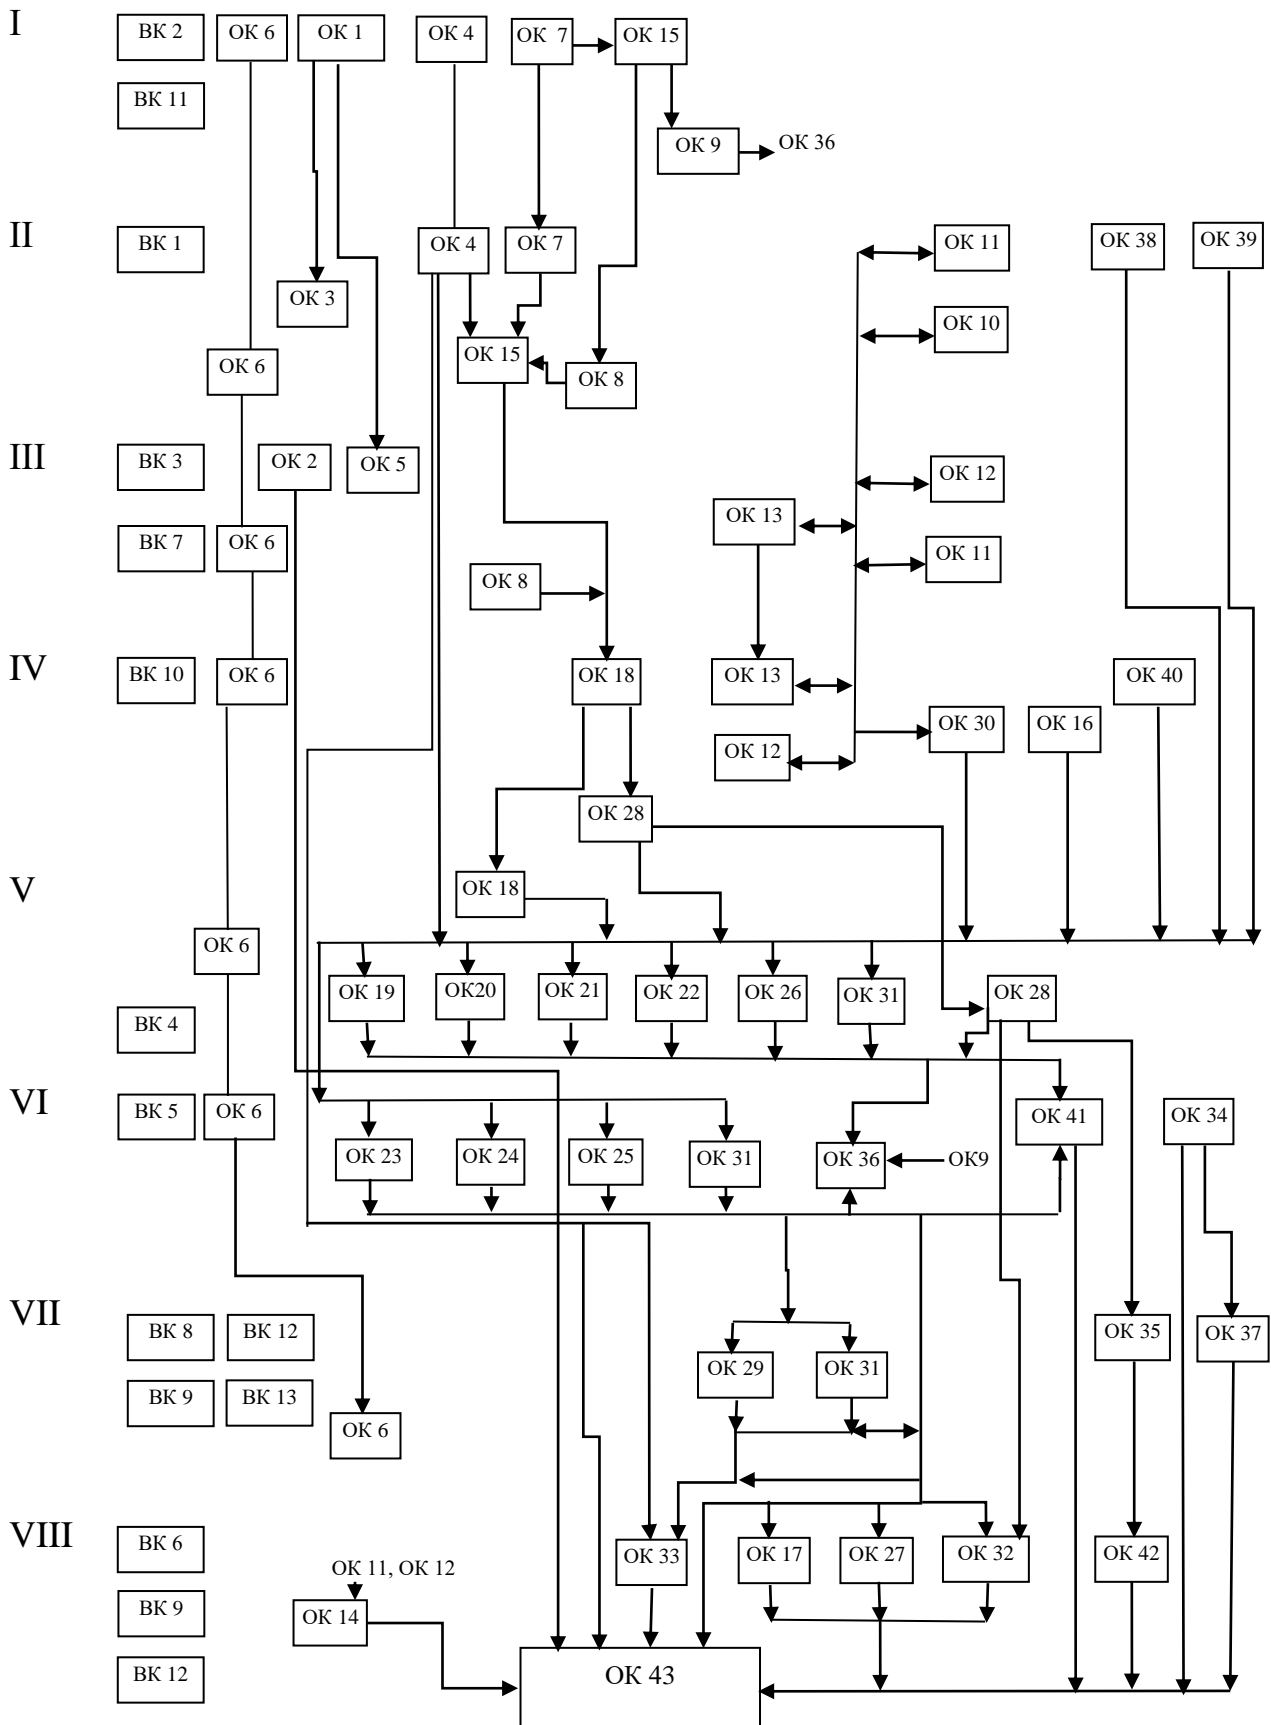 I
ВК 2
ОК 6
ОК 1
ОК 4
ОК 7
ОК 15
ВК 11
ОК 9
ОК 36
II
ВК 1
ОК 4
ОК 7
ОК 11
ОК 38
ОК 39
ОК 3
ОК 10
ОК 15
ОК 6
ОК 8
III
ВК 3
ОК 2
ОК 5
ОК 12
ОК 13
ВК 7
ОК 6
ОК 11
ОК 8
IV
ВК 10
ОК 6
ОК 18
ОК 13
ОК 40
ОК 30
ОК 16
ОК 12
ОК 28
V
ОК 18
ОК 6
ОК 19
ОК20
ОК 21
ОК 22
ОК 26
ОК 31
ОК 28
ВК 4
VI
ВК 5
ОК 6
ОК 41
ОК 34
ОК 23
ОК 24
ОК 25
ОК 31
ОК 36
ОК9
VII
ВК 8
ВК 12
ОК 35
ОК 37
ОК 29
ОК 31
ВК 9
ВК 13
ОК 6
VIII
ВК 6
ОК 33
ОК 17
ОК 27
ОК 32
ОК 42
ОК 11, ОК 12
ВК 9
ОК 14
ВК 12
ОК 43